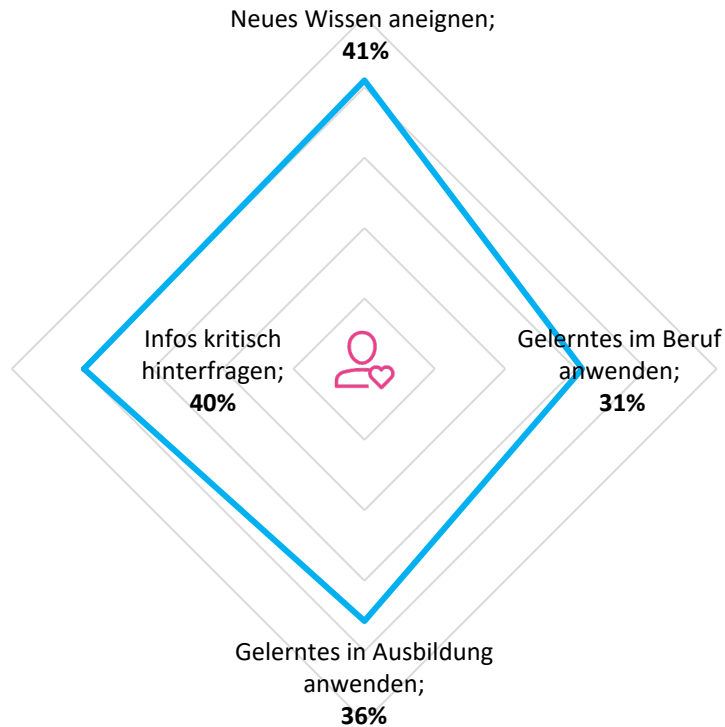 Neues Wissen aneignen;
41%
Infos kritisch
hinterfragen;
40%
Gelerntes im Beruf
anwenden;
31%
Gelerntes in Ausbildung
anwenden;
36%